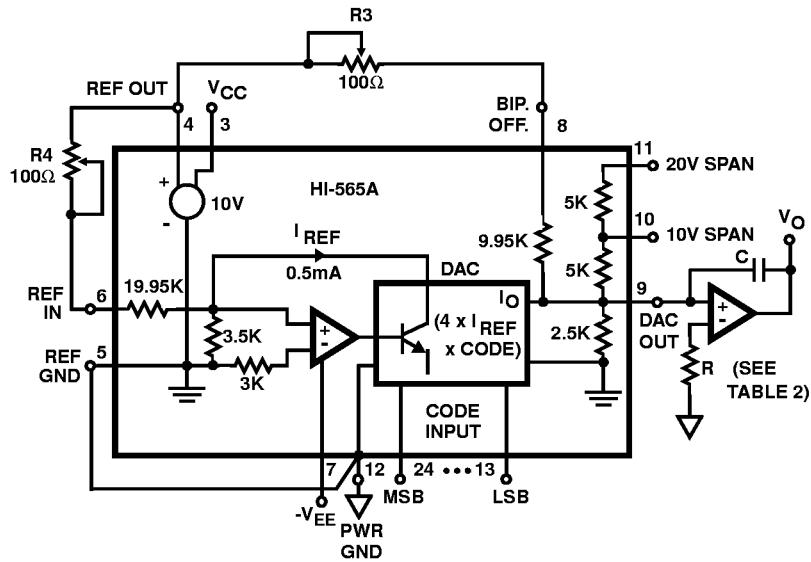 R3
100Ω
REF OUT
VCC
BIP.
OFF.
4
3
8
11
20V SPAN
R4
100Ω
+
-
10V
HI-565A
5K
10
10V SPAN
VO
IREF
0.5mA
9.95K
5K
C
6
19.95K
DAC
9
REF
IN
IO
+
-
3.5K
+
-
(4 x IREF
x CODE)
2.5K
DAC
OUT
5
REF
GND
3K
R
(SEE
TABLE 2)
CODE
INPUT
7
12
24
13
MSB
LSB
-VEE
PWR
GND